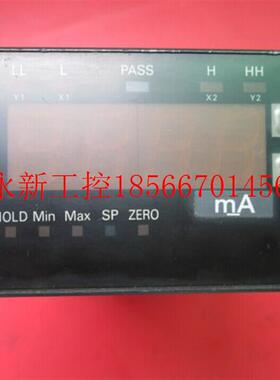 LL L PASS H HH
Y1 X1 X2 Y2
永新工控18566701456
mA
HOLD Min Max SP ZERO